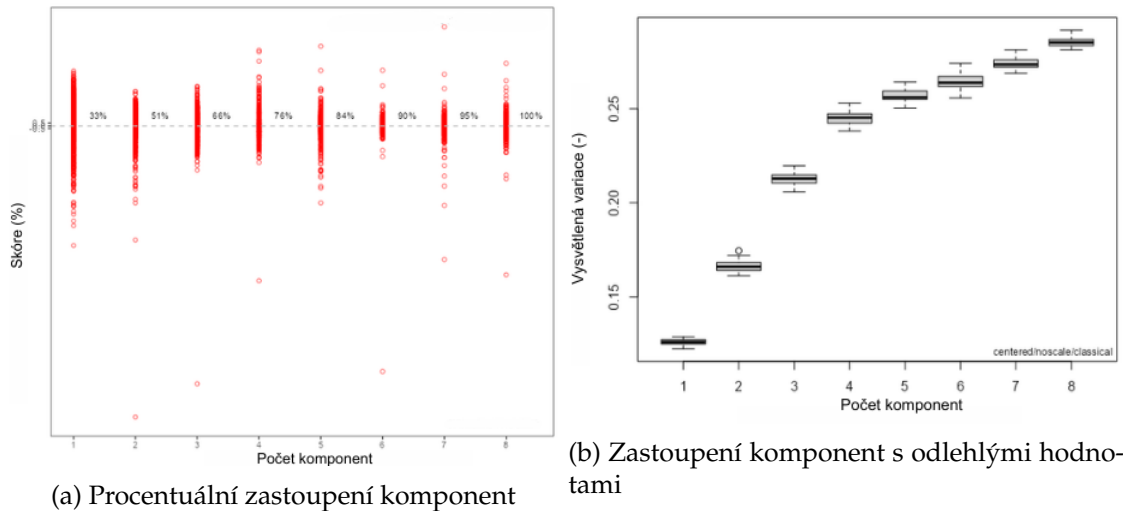 33%
51%
66%
76%
84%
90%
95%
100%
Skóre (%)
1 2 3 4 5 6 7 8
Počet komponent
(a) Procentuální zastoupení komponent
0.25
0.20
0.15
Vysvětlená variace (-)
centered/noscale/classical
1 2 3 4 5 6 7 8
Počet komponent
(b) Zastoupení komponent s odlehlými hodno-
tami